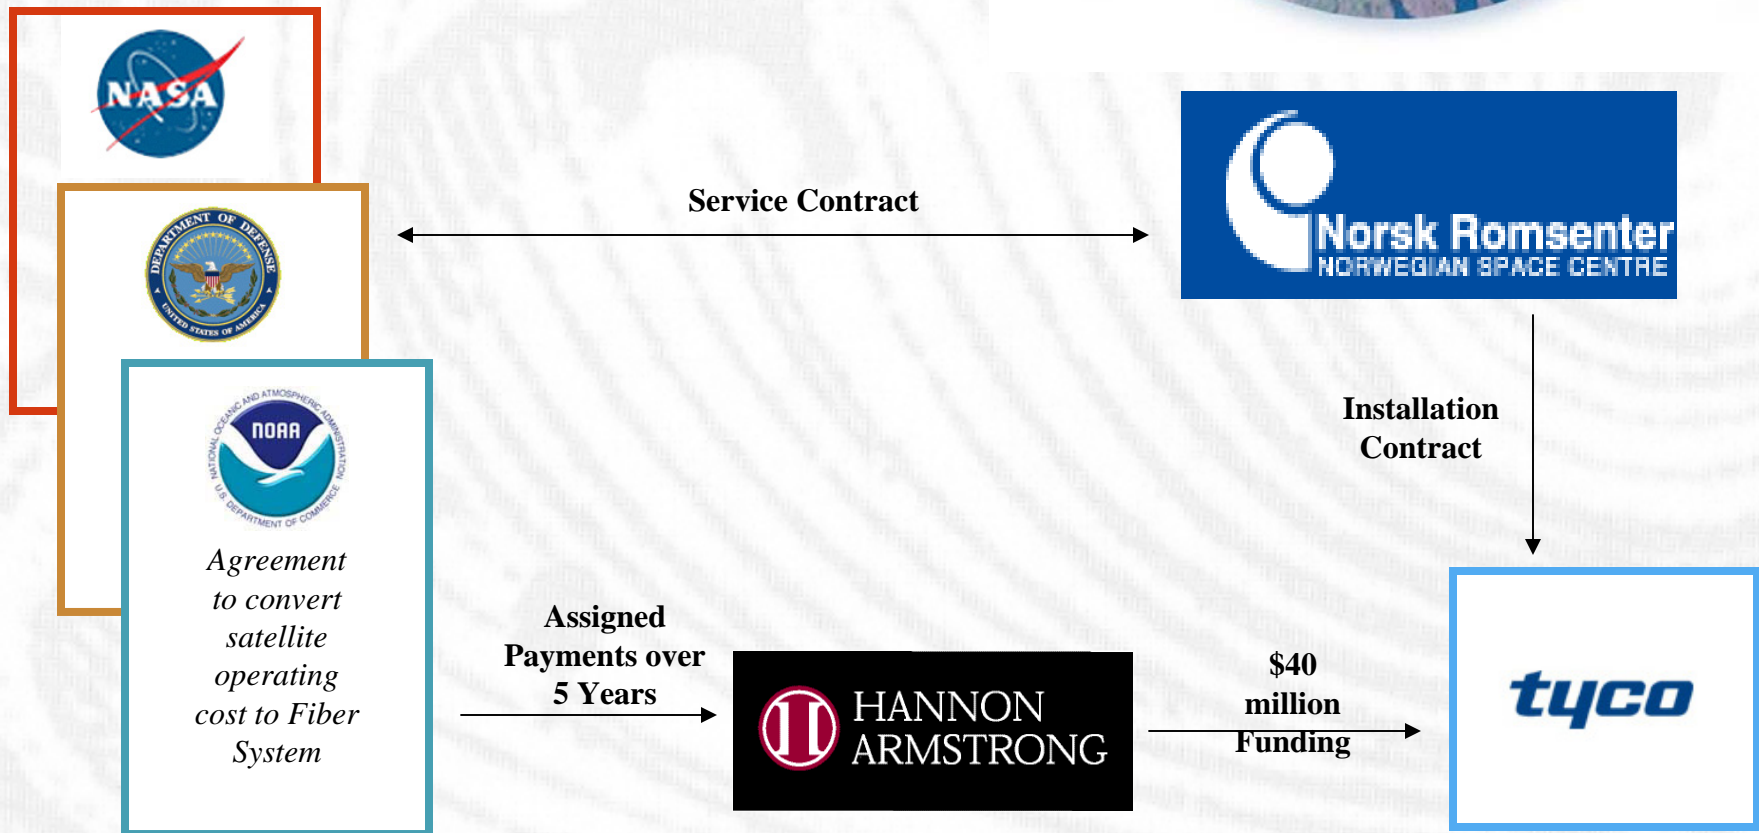 NASA
DEPARTMENT OF DEFENSE
UNITED STATES OF AMERICA
NATIONAL OCEANIC AND ATMOSPHERIC ADMINISTRATION
NOAA
U.S. DEPARTMENT OF COMMERCE
Agreement
to convert
satellite
operating
cost to Fiber
System
Service Contract
Norsk Romsenter
NORWEGIAN SPACE CENTRE
Installation
Contract
Assigned
Payments over
5 Years
HANNON
ARMSTRONG
$40
million
Funding
tyco